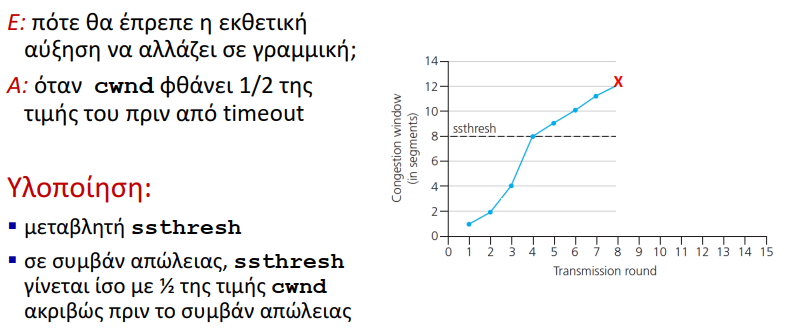 Ε: πότε θα έπρεπε η εκθετική
αύξηση να αλλάζει σε γραμμική;
Α: όταν cwnd φθάνει 1/2 της
τιμής του πριν από timeout
Υλοποίηση:
▪ μεταβλητή ssthresh
▪ σε συμβάν απώλειας, ssthresh
γίνεται ίσο με ½ της τιμής cwnd
ακριβώς πριν το συμβάν απώλειας
Congestion window
(in segments)
14
12
10
8
6
4
2
0
ssthresh
X
0 1 2 3 4 5 6 7 8 9 10 11 12 13 14 15
Transmission round